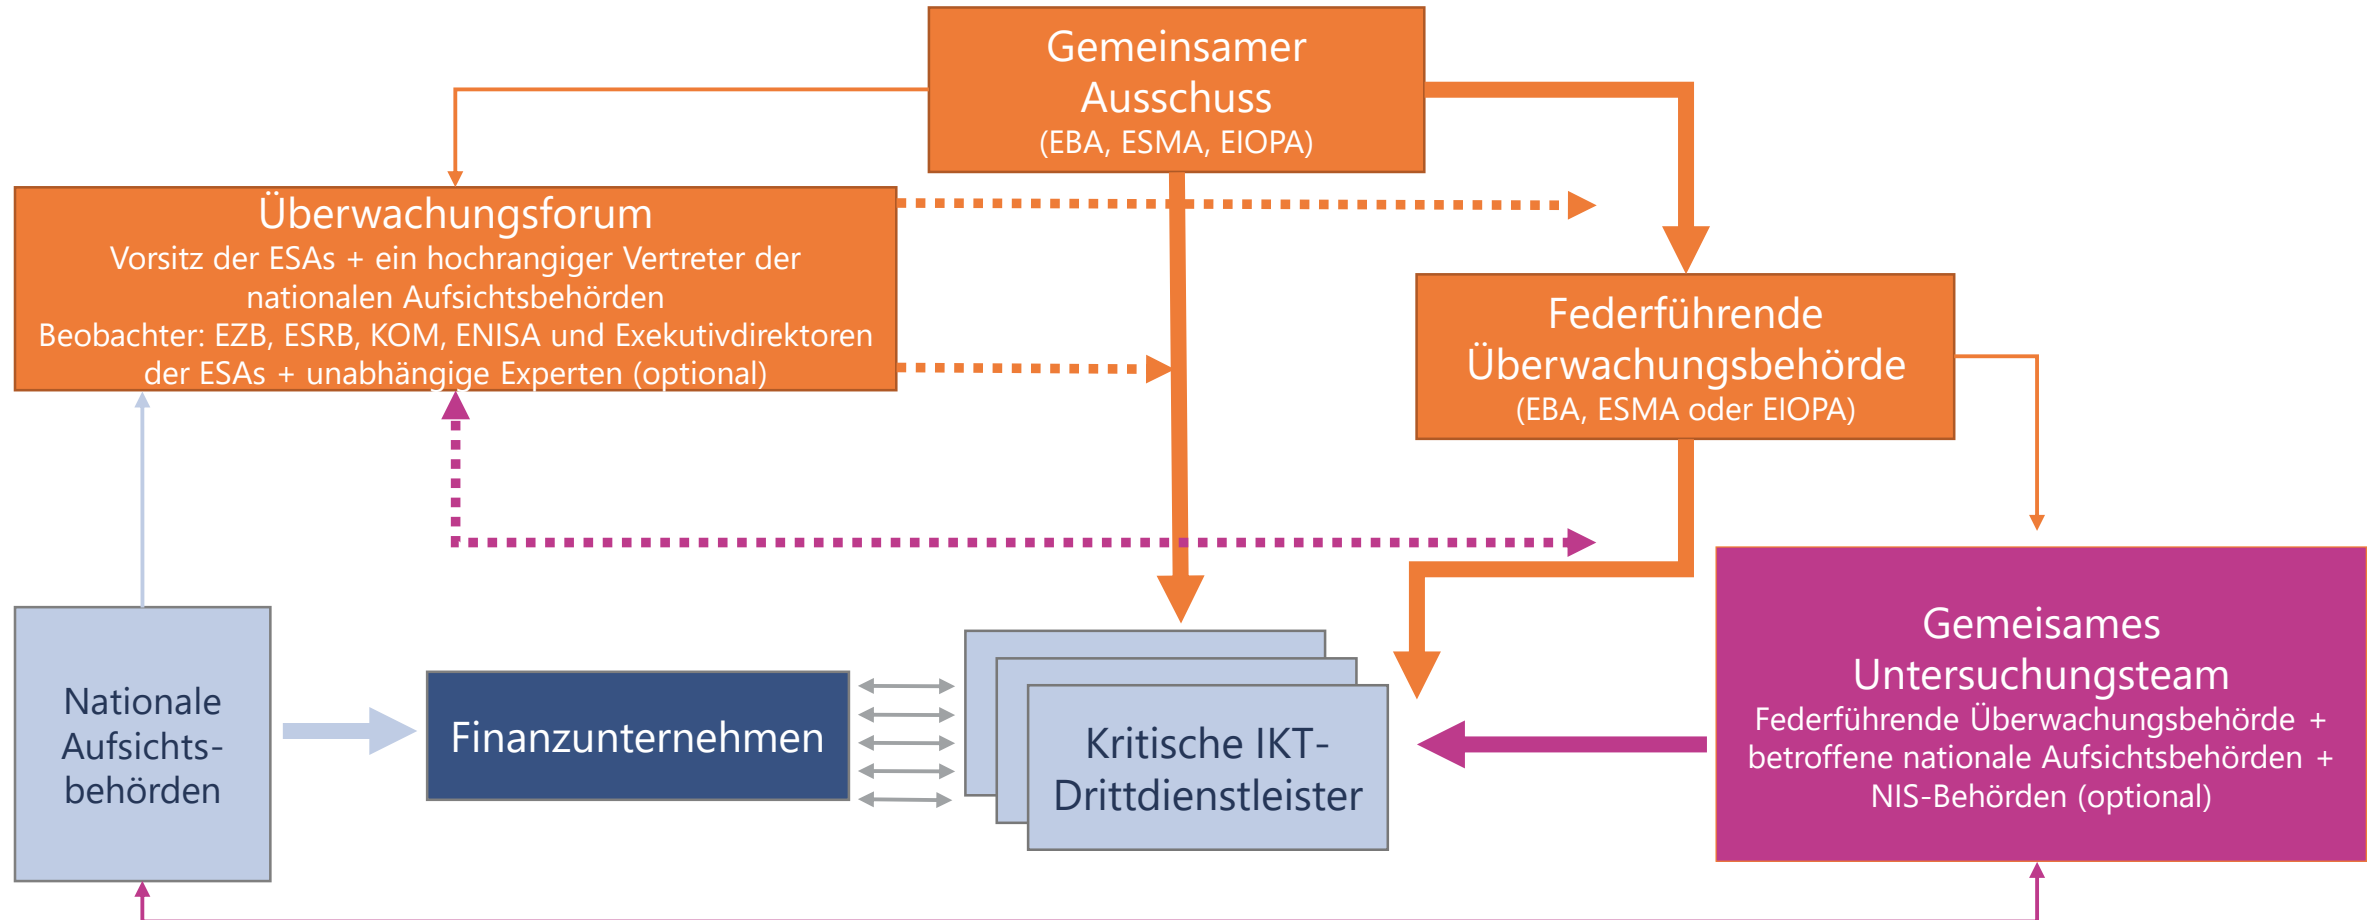 Gemeinsamer
Ausschuss
(EBA, ESMA, EIOPA)
Überwachungsforum
Vorsitz der ESAs + ein hochrangiger Vertreter der
nationalen Aufsichtsbehörden
Beobachter: EZB, ESRB, KOM, ENISA und Exekutivdirektoren
der ESAs + unabhängige Experten (optional)
Federführende
Überwachungsbehörde
(EBA, ESMA oder EIOPA)
Nationale
Aufsichts-
behörden
Finanzunternehmen
Kritische IKT-
Drittdienstleister
Gemeisames
Untersuchungsteam
Federführende Überwachungsbehörde +
betroffene nationale Aufsichtsbehörden +
NIS-Behörden (optional)